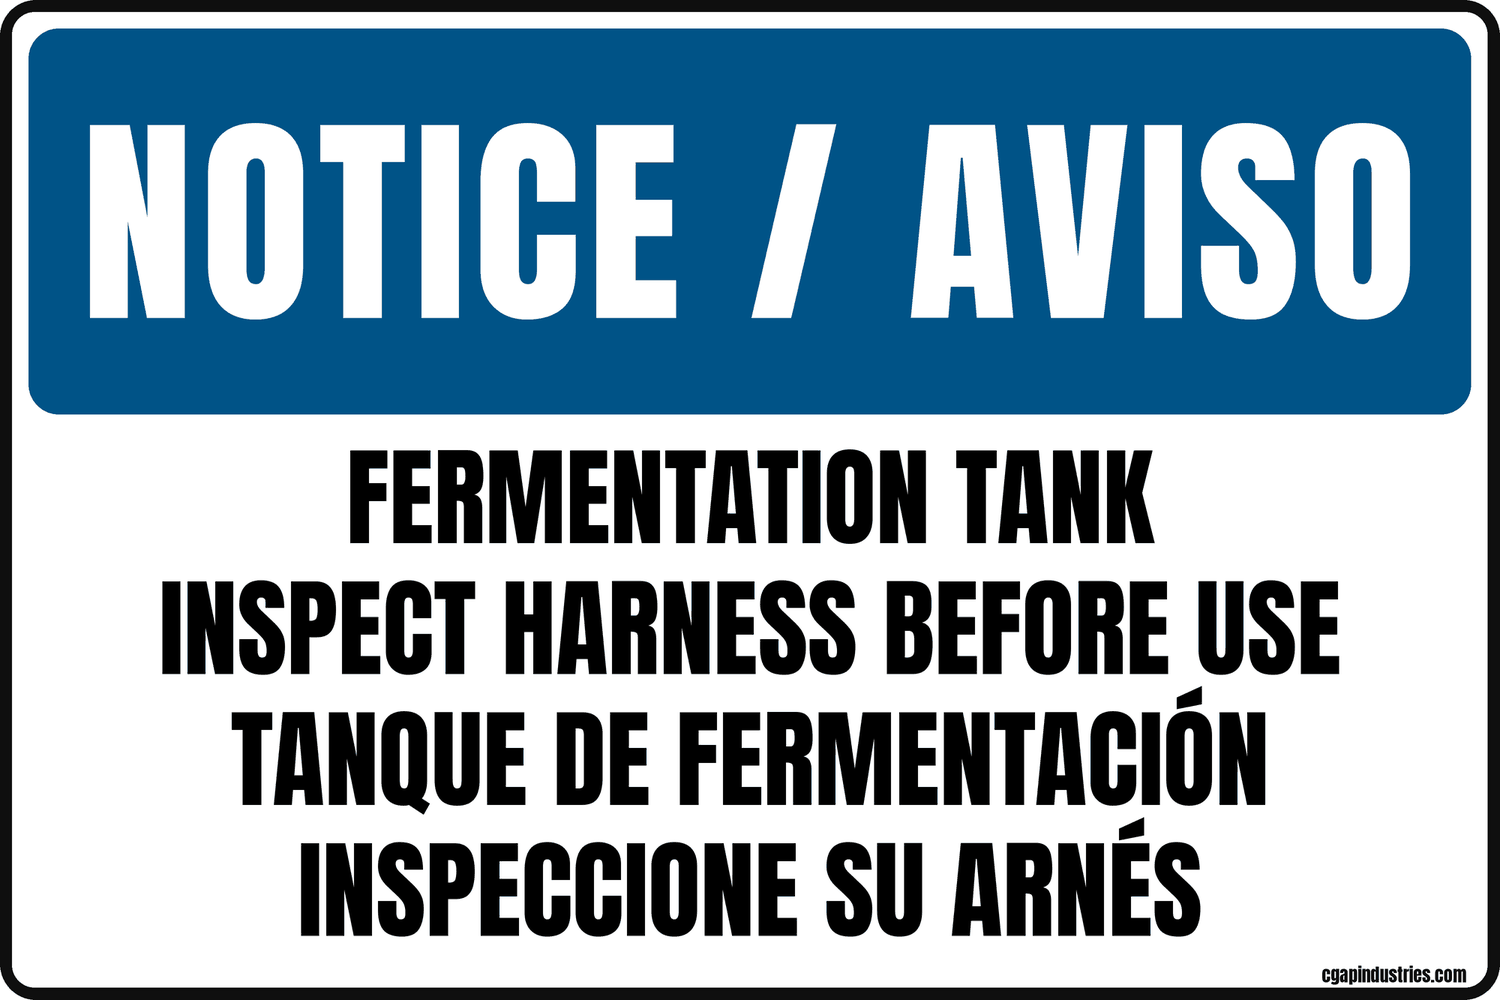 NOTICE / AVISO
FERMENTATION TANK
INSPECT HARNESS BEFORE USE
TANQUE DE FERMENTACIÓN
INSPECCIONE SU ARNÉS
cgapindustries.com